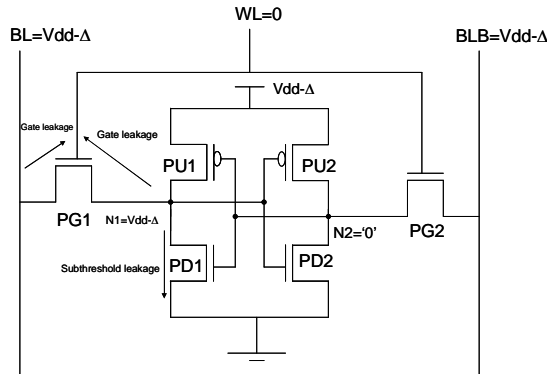 WL=0
BL=Vdd-Δ
BLB=Vdd-Δ
Vdd-Δ
Gate leakage
Gate leakage
PU1
PU2
PG1
N1=Vdd-Δ
N2='0'
PG2
Subthreshold leakage
PD1
PD2